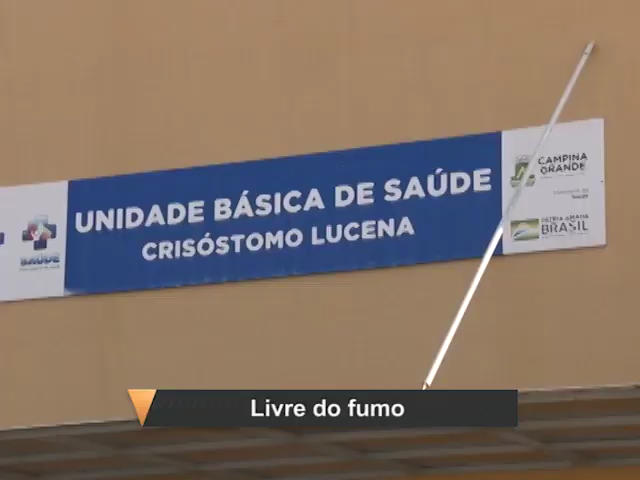 UNIDADE BÁSICA DE SAÚDE
CRISÓSTOMO LUCENA
SAÚDE
CAMPINA
GRANDE
PÁTRIA AMADA
BRASIL
Livre do fumo